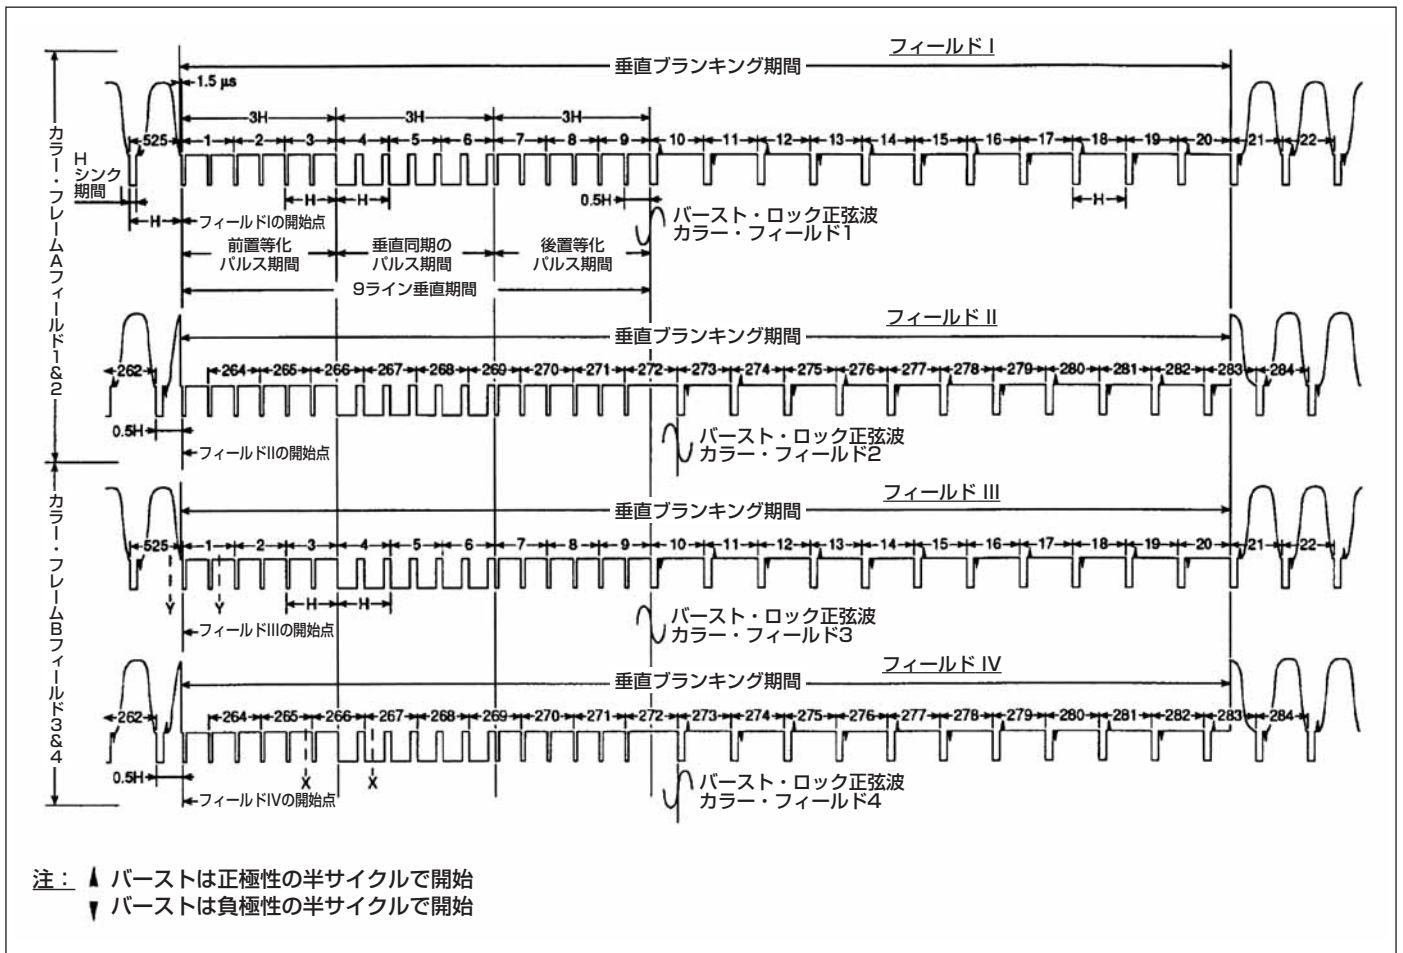 フィールド I
垂直ブランキング期間
1.5 µs
3H 3H 3H
525 1 2 3 4 5 6 7 8 9 10 11 12 13 14 15 16 17 18 19 20 21 22
H
シンク
期間
H H H 0.5H H
フィールドIの開始点
バースト・ロック正弦波
カラー・フィールド1
前置等化
パルス期間
垂直同期の
パルス期間
後置等化
パルス期間
9ライン垂直期間
カラー・フレームAフィールド1&2
フィールド II
垂直ブランキング期間
262 264 265 266 267 268 269 270 271 272 273 274 275 276 277 278 279 280 281 282 283 284
0.5H
フィールドIIの開始点
バースト・ロック正弦波
カラー・フィールド2
カラー・フレームBフィールド3&4
フィールド III
垂直ブランキング期間
525 1 2 3 4 5 6 7 8 9 10 11 12 13 14 15 16 17 18 19 20 21 22
Y Y H H
フィールドIIIの開始点
バースト・ロック正弦波
カラー・フィールド3
フィールド IV
垂直ブランキング期間
262 264 265 266 267 268 269 270 271 272 273 274 275 276 277 278 279 280 281 282 283 284
0.5H X X
フィールドIVの開始点
バースト・ロック正弦波
カラー・フィールド4
注： バーストは正極性の半サイクルで開始
バーストは負極性の半サイクルで開始